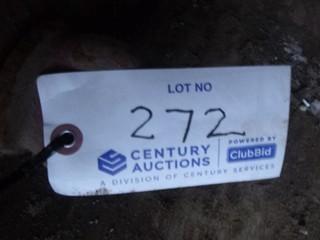 LOT NO
272
CENTURY AUCTIONS
POWERED BY
ClubBid
A DIVISION OF CENTURY SERVICES